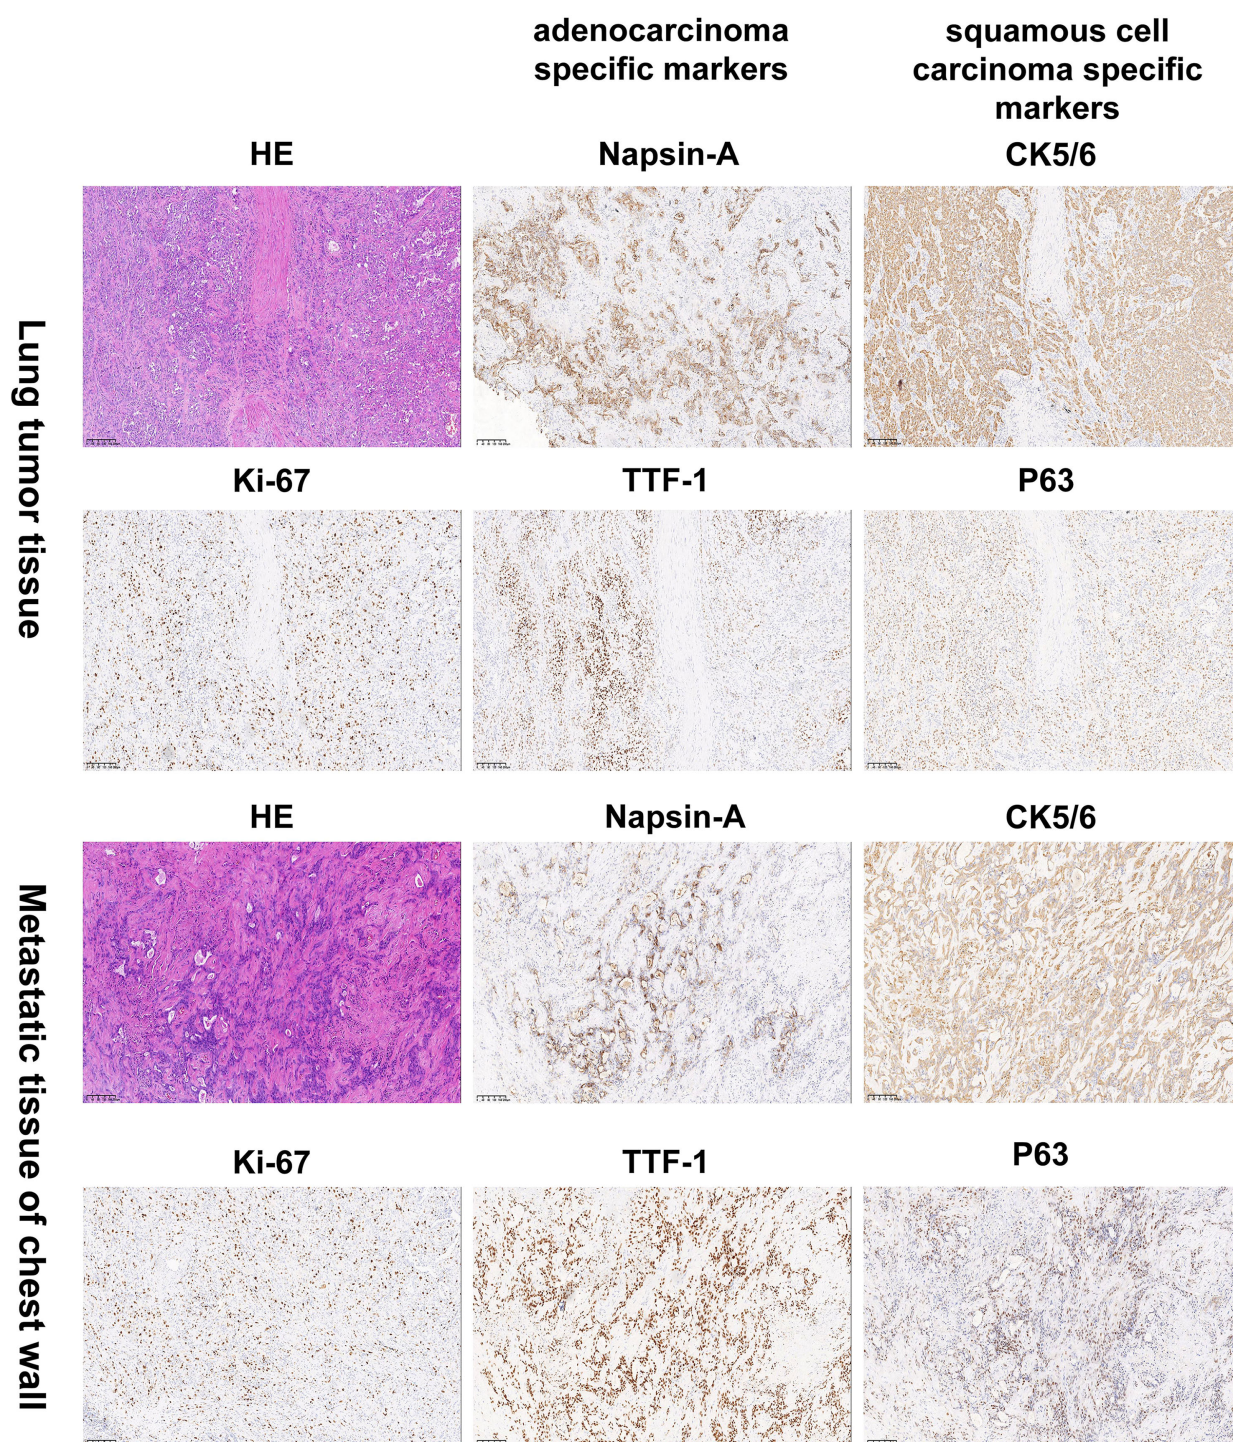 adenocarcinoma
specific markers
squamous cell
carcinoma specific
markers
HE
Napsin-A
CK5/6
Lung tumor tissue
Ki-67
TTF-1
P63
HE
Napsin-A
CK5/6
Metastatic tissue of chest wall
Ki-67
TTF-1
P63